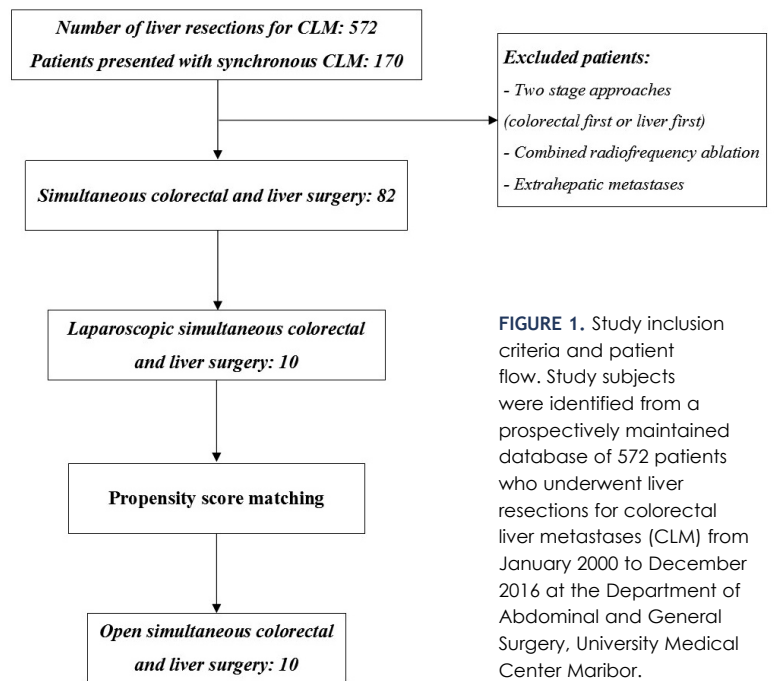 Number of liver resections for CLM: 572
Patients presented with synchronous CLM: 170
Excluded patients:
- Two stage approaches
(colorectal first or liver first)
- Combined radiofrequency ablation
- Extrahepatic metastases
Simultaneous colorectal and liver surgery: 82
Laparoscopic simultaneous colorectal
and liver surgery: 10
Propensity score matching
Open simultaneous colorectal
and liver surgery: 10
FIGURE 1. Study inclusion
criteria and patient
flow. Study subjects
were identified from a
prospectively maintained
database of 572 patients
who underwent liver
resections for colorectal
liver metastases (CLM) from
January 2000 to December
2016 at the Department of
Abdominal and General
Surgery, University Medical
Center Maribor.